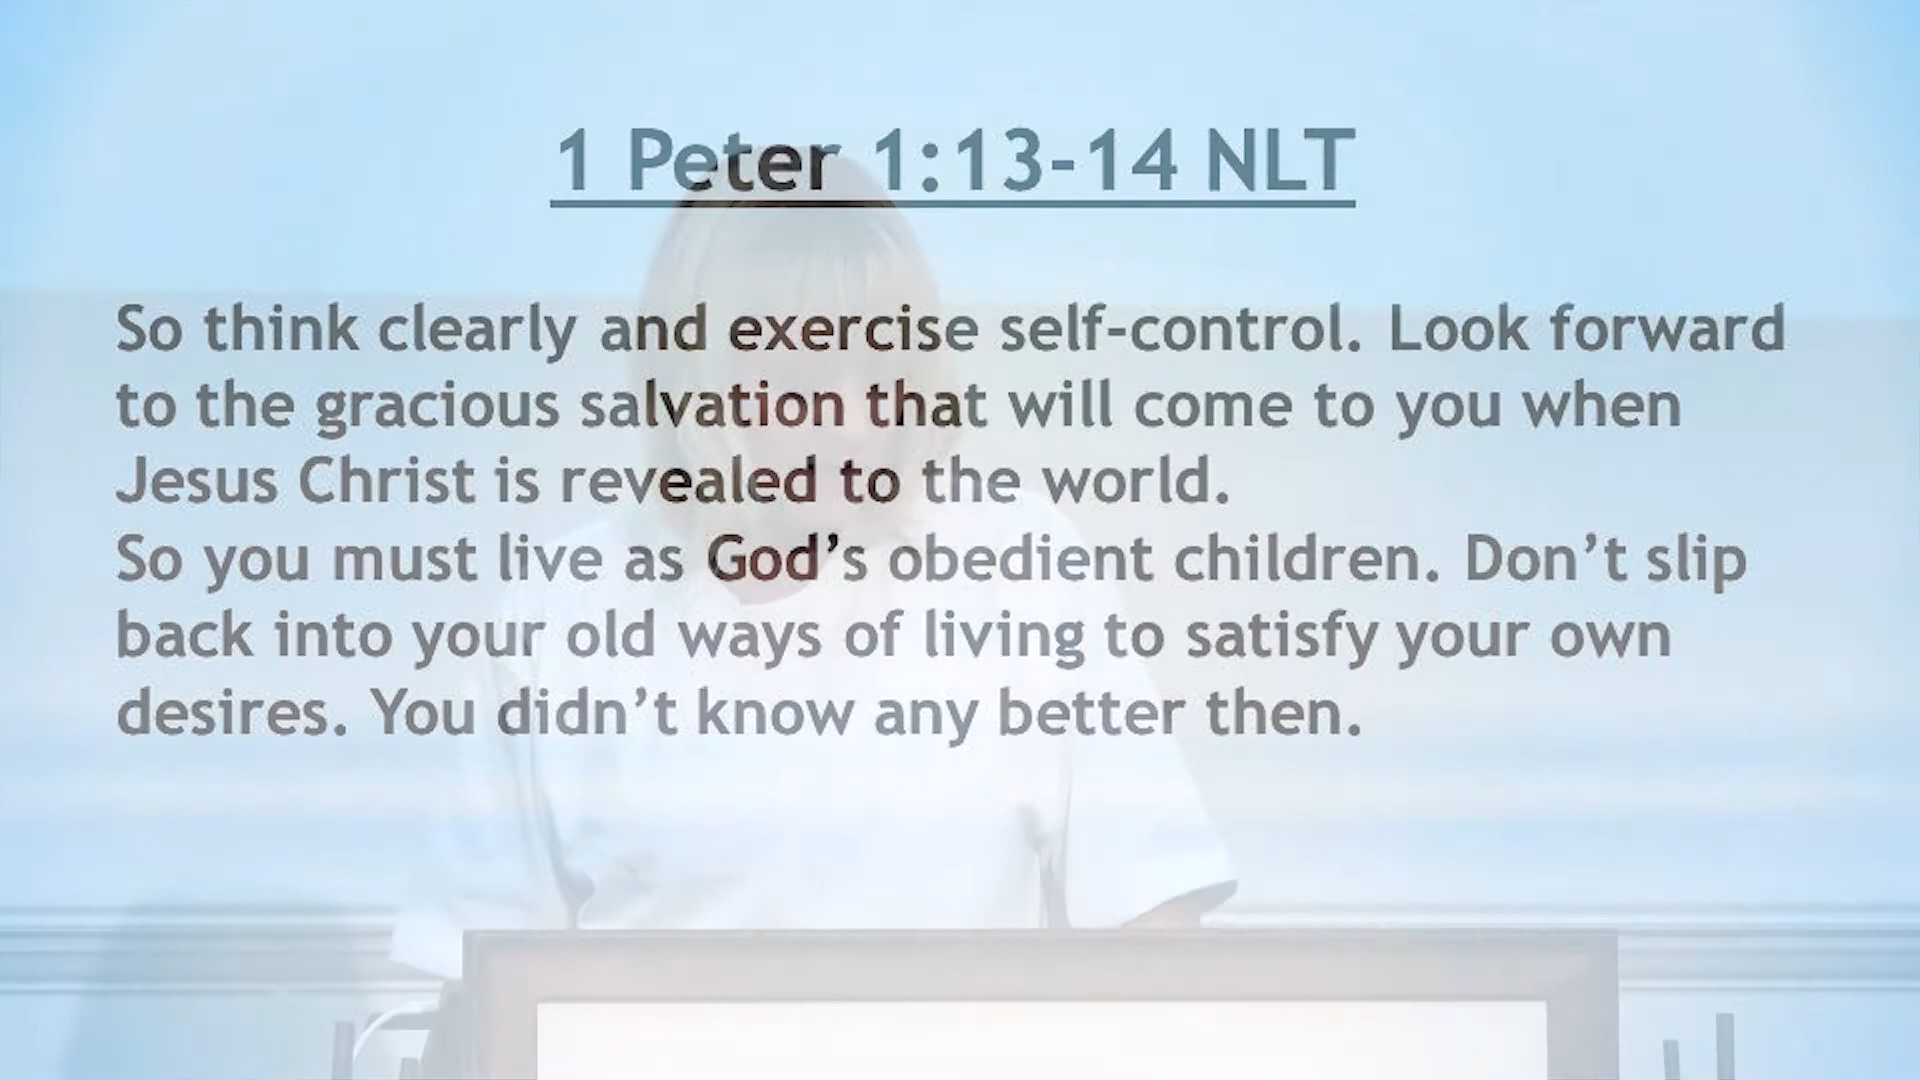 1 Peter 1:13-14 NLT
So think clearly and exercise self-control. Look forward
to the gracious salvation that will come to you when
Jesus Christ is revealed to the world.
So you must live as God’s obedient children. Don’t slip
back into your old ways of living to satisfy your own
desires. You didn’t know any better then.